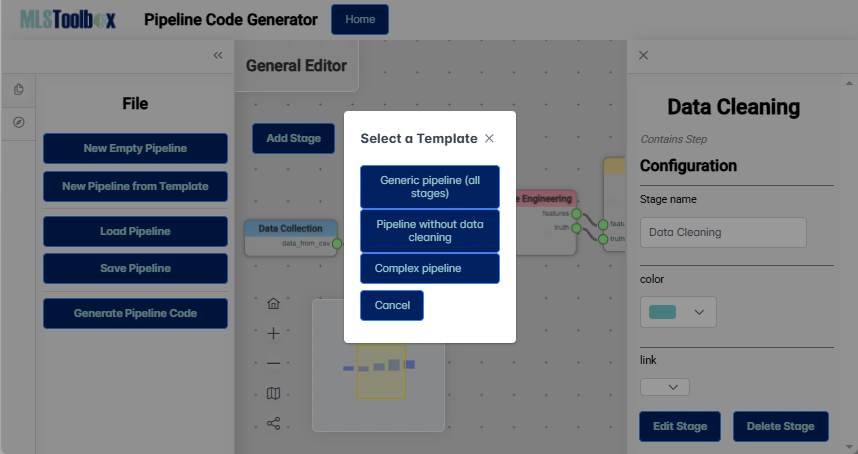 MLSToolbox
Pipeline Code Generator
Home
«
General Editor
File
New Empty Pipeline
New Pipeline from Template
Load Pipeline
Save Pipeline
Generate Pipeline Code
Add Stage
Data Collection
data_from_csv
Select a Template
Generic pipeline (all
stages)
Pipeline without data
cleaning
Complex pipeline
Cancel
e Engineering
features
truth
featu
truth
Data Cleaning
Contains Step
Configuration
Stage name
Data Cleaning
color
link
Edit Stage
Delete Stage